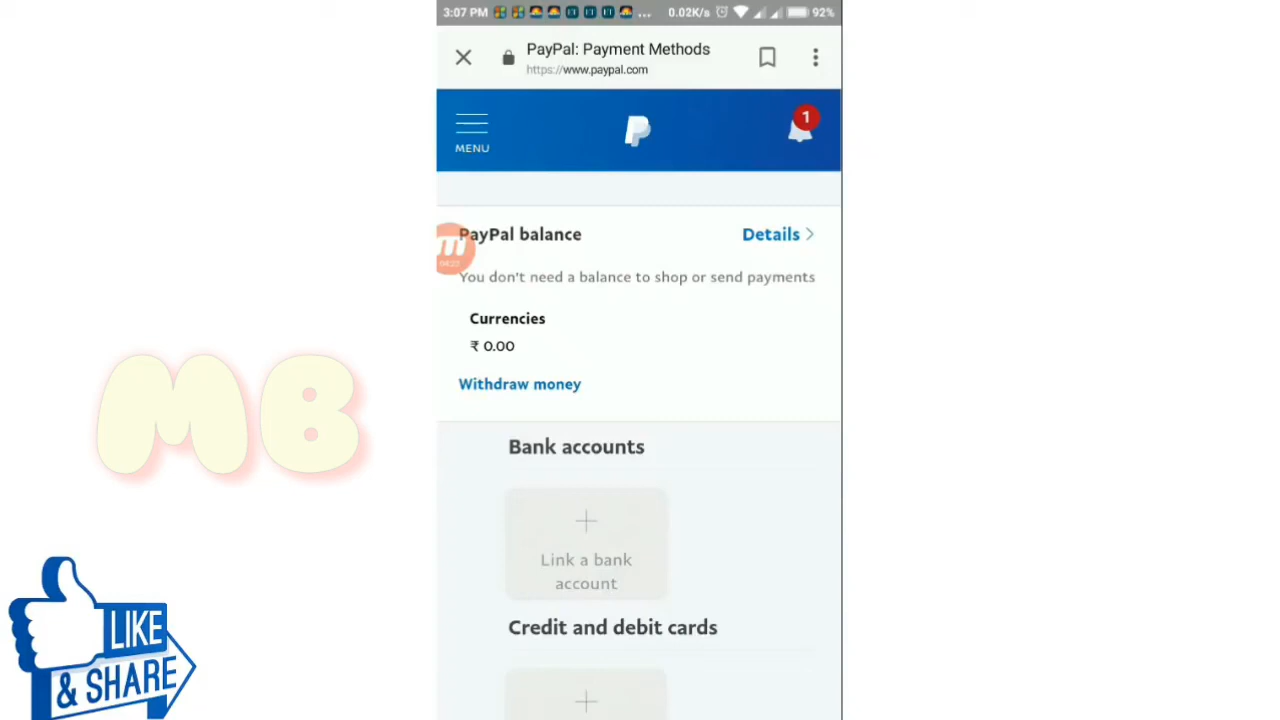 3:07 PM
...
0.02K/s
92%
PayPal: Payment Methods
https://www.paypal.com
MENU
1
PayPal balance
Details
You don't need a balance to shop or send payments
Currencies
₹ 0.00
Withdraw money
Bank accounts
Link a bank
account
Credit and debit cards
MB
LIKE
& SHARE